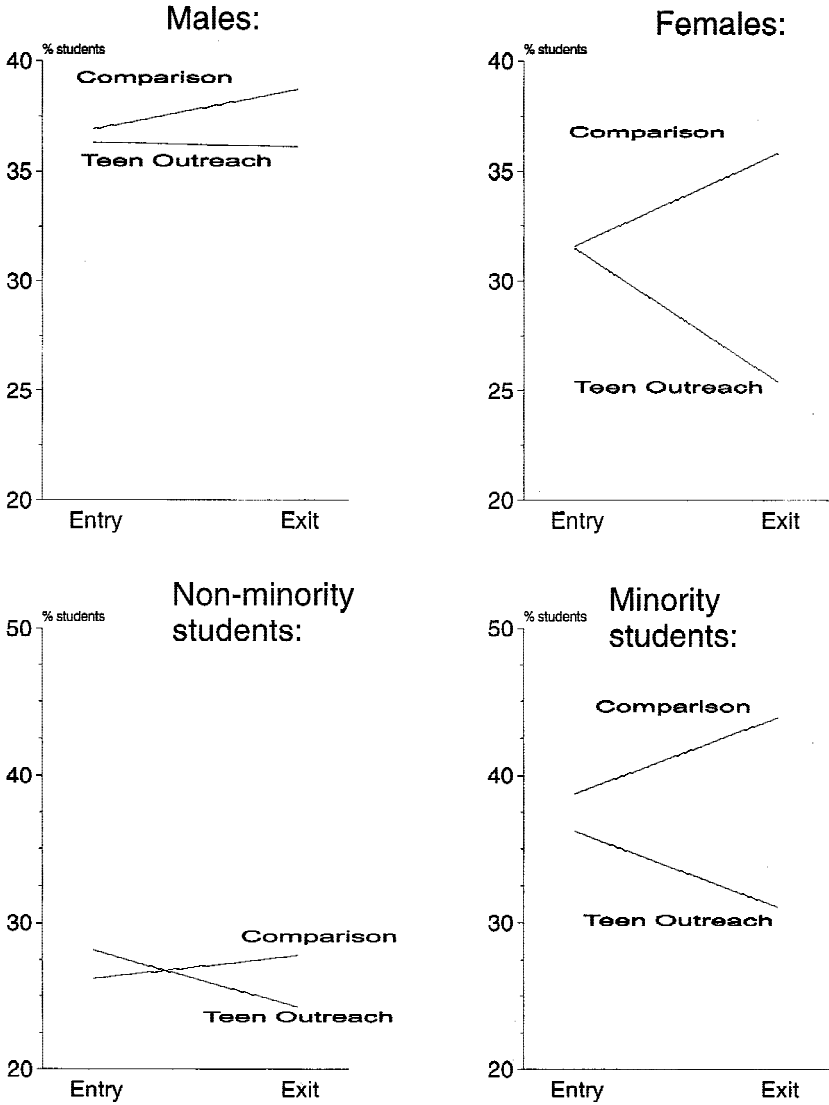 Males:
% students
40
Comparison
Teen Outreach
35
30
25
20
Entry Exit
Females:
% students
40
Comparison
35
30
Teen Outreach
25
20
Entry Exit
Non-minority
students:
% students
50
40
30
Comparison
Teen Outreach
20
Entry Exit
Minority
students:
% students
50
Comparison
40
30
Teen Outreach
20
Entry Exit